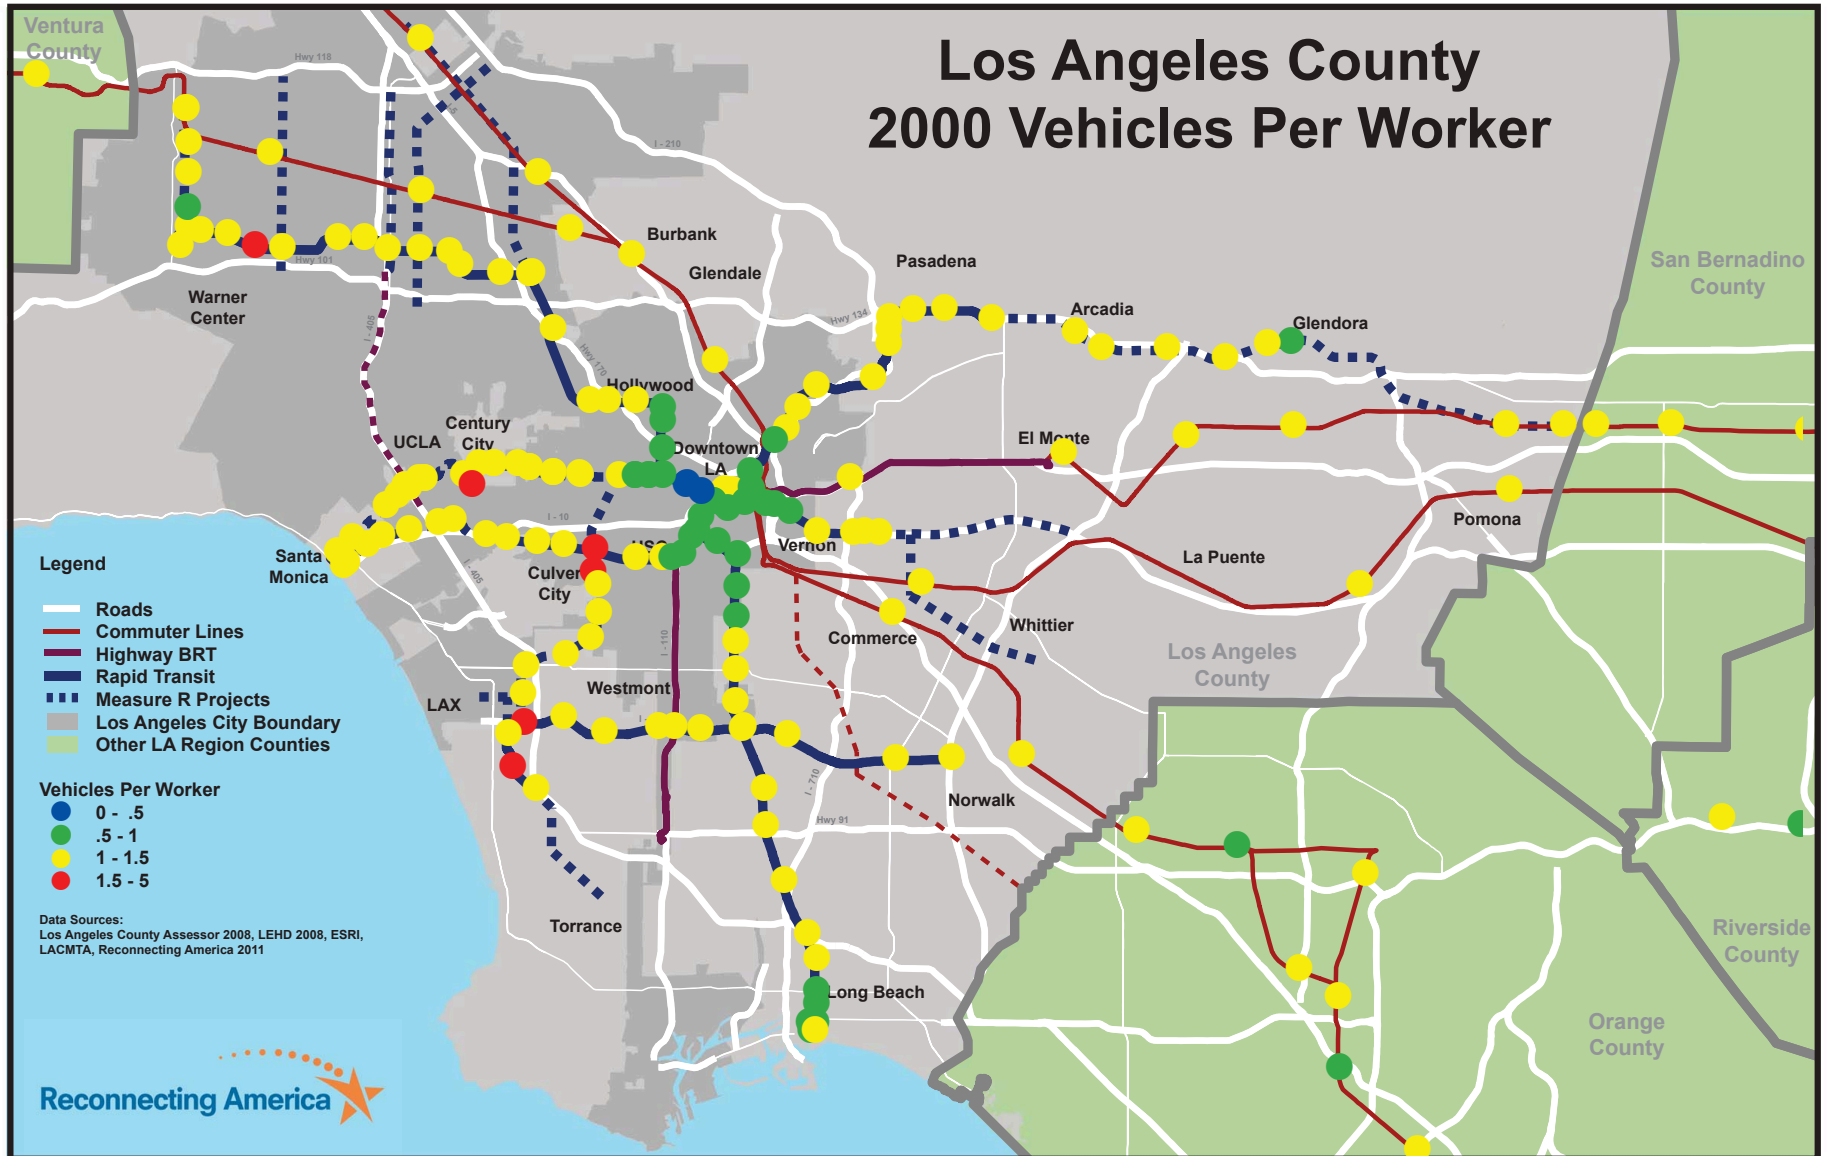 Los Angeles County
2000 Vehicles Per Worker
Ventura
County
Hwy 118
I-5
I - 210
Burbank
Glendale
Hwy 101
Warner
Center
I - 405
Hwy 134
Hwy 170
Pasadena
Arcadia
Glendora
San Bernadino
County
Hollywood
Century
City
UCLA
Downtown
LA
El Monte
I - 10
USC
Vernon
Pomona
La Puente
Santa
Monica
I - 405
Culver
City
I - 110
Commerce
Whittier
Los Angeles
County
Westmont
LAX
I -
I - 710
Norwalk
Hwy 91
Torrance
Long Beach
Riverside
County
Orange
County
Legend
Roads
Commuter Lines
Highway BRT
Rapid Transit
Measure R Projects
Los Angeles City Boundary
Other LA Region Counties
Vehicles Per Worker
0 - .5
.5 - 1
1 - 1.5
1.5 - 5
Data Sources:
Los Angeles County Assessor 2008, LEHD 2008, ESRI,
LACMTA, Reconnecting America 2011
Reconnecting America